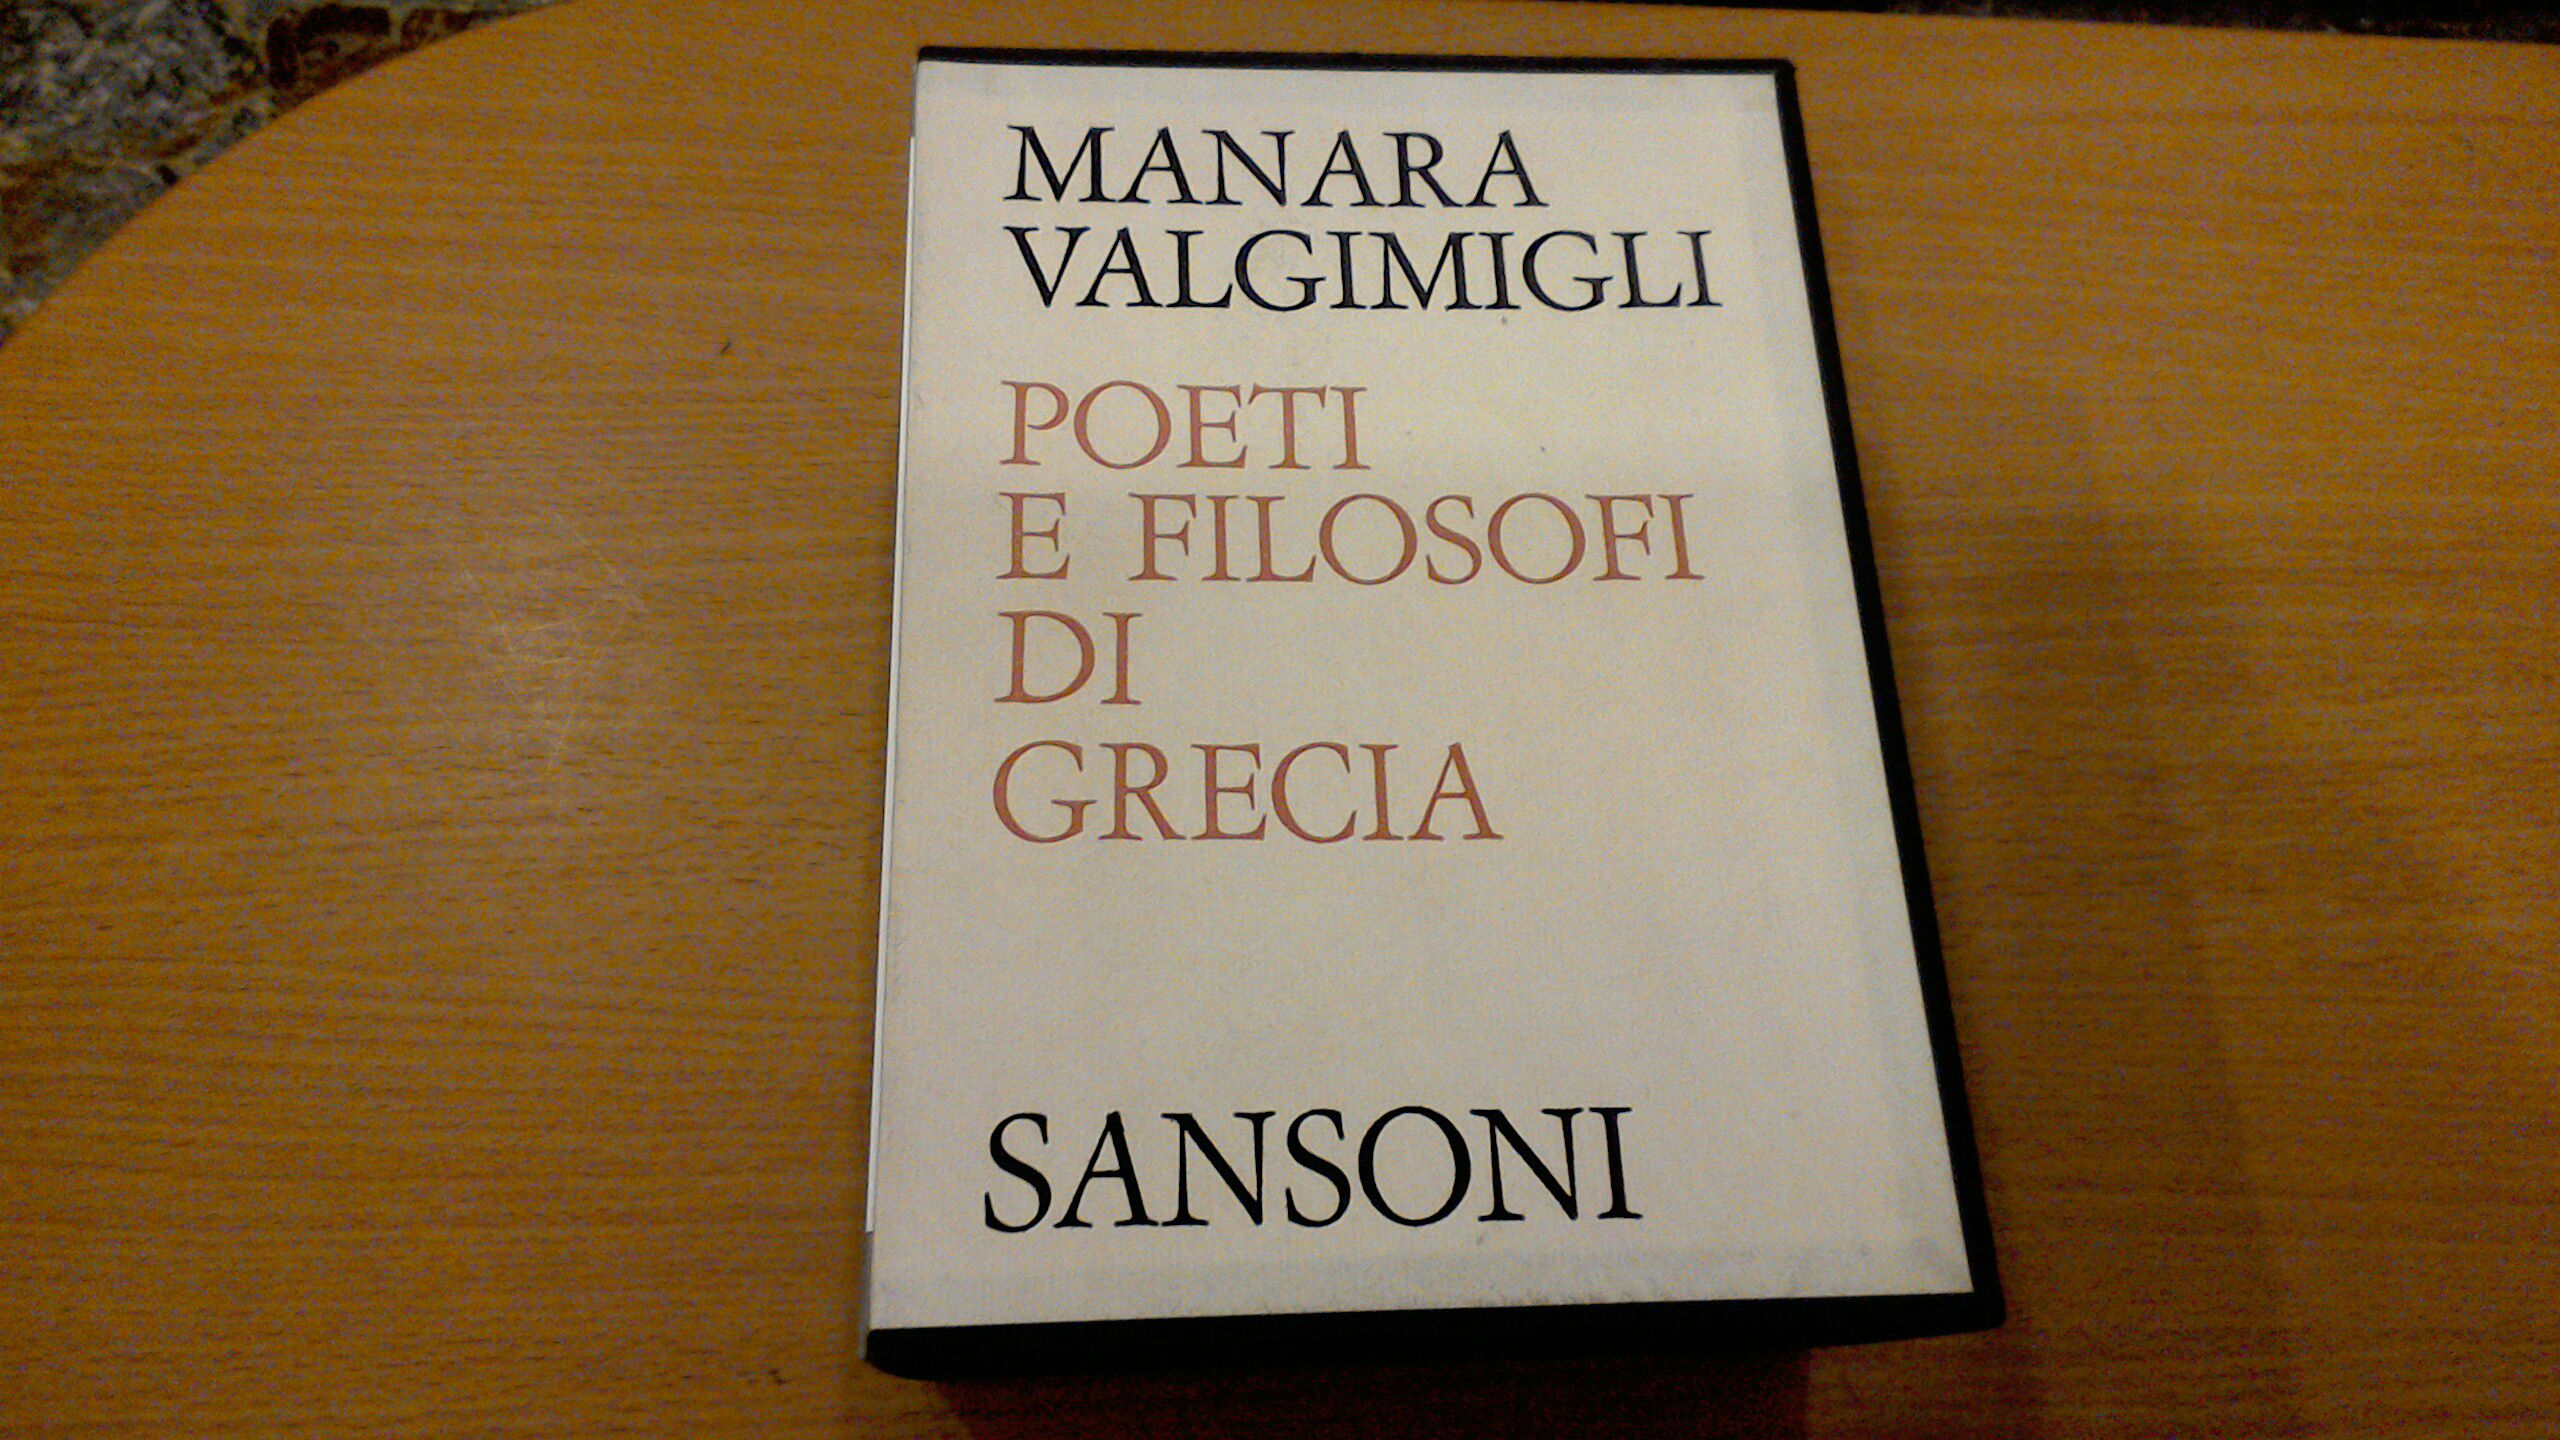 MANARA
VALGIMIGLI
POETI
E FILOSOFI
DI
GRECIA
SANSONI